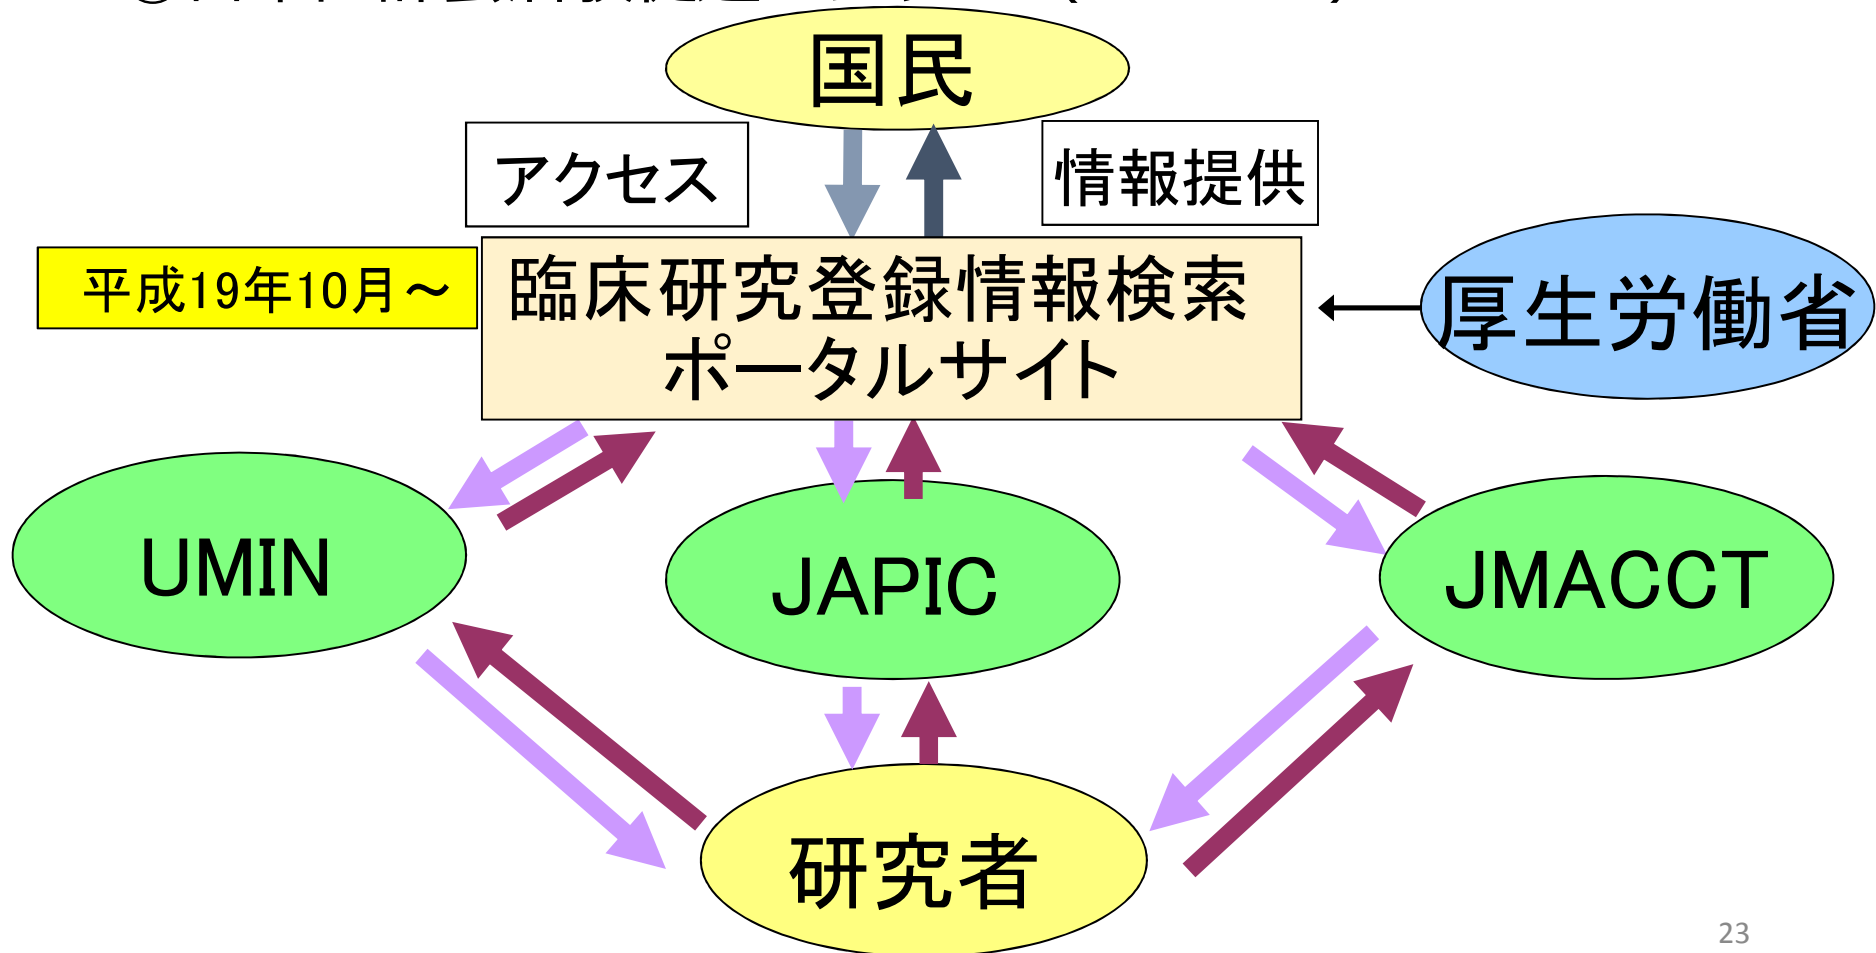 国民
アクセス
情報提供
平成19年10月～
臨床研究登録情報検索
ポータルサイト
厚生労働省
UMIN
JAPIC
JMACCT
研究者
23